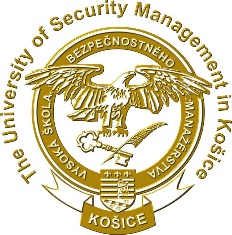 The University of Security Management in Košice
VYSOKÁ ŠKOLA BEZPEČNOSTNÉHO MANAŽÉRSTVA
KOŠICE